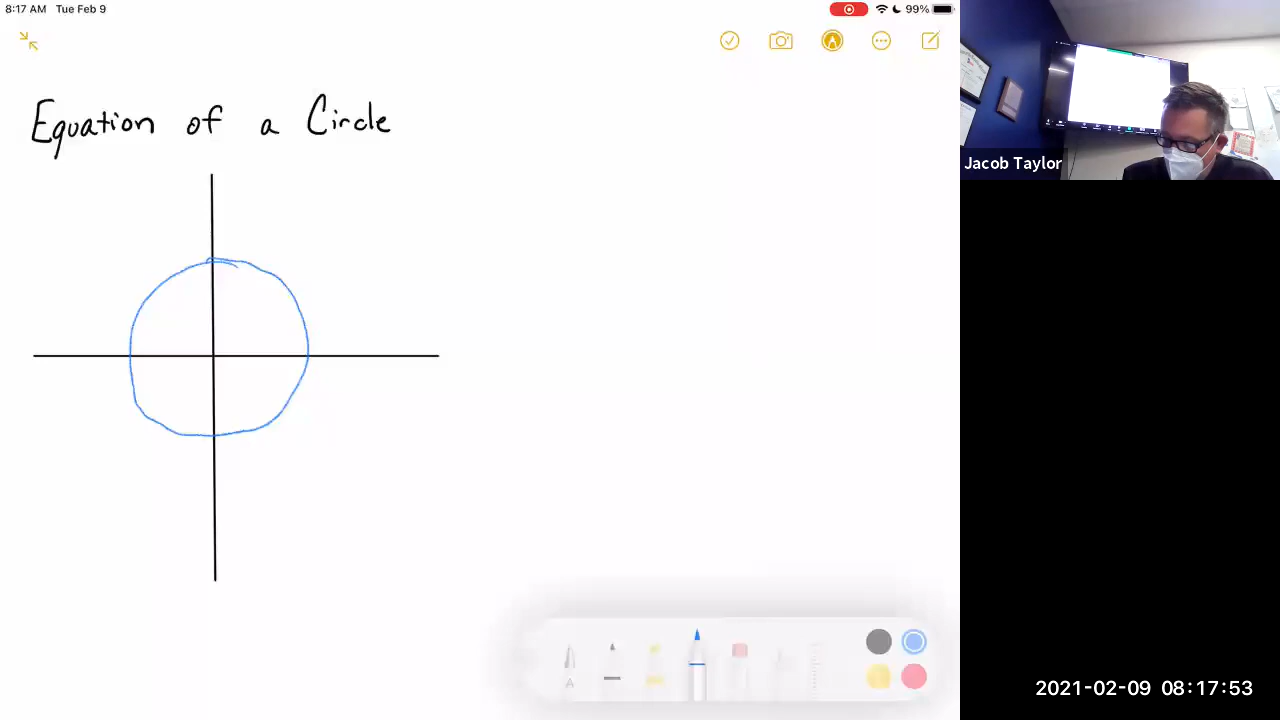 8:17 AM Tue Feb 9
99%
Equation of a Circle
A
Jacob Taylor
2021-02-09 08:17:53